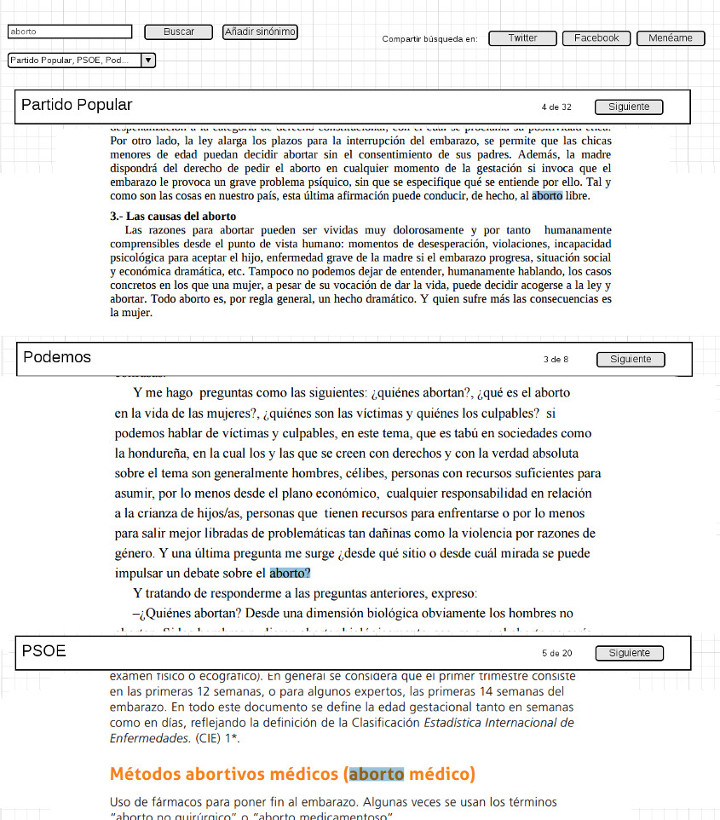 aborto
Buscar
Añadir sinónimo
Compartir búsqueda en:
Twitter
Facebook
Menéame
Partido Popular, PSOE, Pod...
Partido Popular
4 de 32
Siguiente
despenalización a la categoría de derecho constitucional, con el cual se proclama su positividad ética.
Por otro lado, la ley alarga los plazos para la interrupción del embarazo, se permite que las chicas
menores de edad puedan decidir abortar sin el consentimiento de sus padres. Además, la madre
dispondrá del derecho de pedir el aborto en cualquier momento de la gestación si invoca que el
embarazo le provoca un grave problema psíquico, sin que se especifique qué se entiende por ello. Tal y
como son las cosas en nuestro país, esta última afirmación puede conducir, de hecho, al aborto libre.
3.- Las causas del aborto
Las razones para abortar pueden ser vividas muy dolorosamente y por tanto humanamente
comprensibles desde el punto de vista humano: momentos de desesperación, violaciones, incapacidad
psicológica para aceptar el hijo, enfermedad grave de la madre si el embarazo progresa, situación social
y económica dramática, etc. Tampoco no podemos dejar de entender, humanamente hablando, los casos
concretos en los que una mujer, a pesar de su vocación de dar la vida, puede decidir acogerse a la ley y
abortar. Todo aborto es, por regla general, un hecho dramático. Y quien sufre más las consecuencias es
la mujer.
Podemos
3 de 8
Siguiente
Y me hago preguntas como las siguientes: ¿quiénes abortan?, ¿qué es el aborto
en la vida de las mujeres?, ¿quiénes son las víctimas y quiénes los culpables? si
podemos hablar de víctimas y culpables, en este tema, que es tabú en sociedades como
la hondureña, en la cual los y las que se creen con derechos y con la verdad absoluta
sobre el tema son generalmente hombres, célibes, personas con recursos suficientes para
asumir, por lo menos desde el plano económico, cualquier responsabilidad en relación
a la crianza de hijos/as, personas que tienen recursos para enfrentarse o por lo menos
para salir mejor libradas de problemáticas tan dañinas como la violencia por razones de
género. Y una última pregunta me surge ¿desde qué sitio o desde cuál mirada se puede
impulsar un debate sobre el aborto?
Y tratando de responderme a las preguntas anteriores, expreso:
–¿Quiénes abortan? Desde una dimensión biológica obviamente los hombres no
PSOE
5 de 20
Siguiente
examen físico o ecográfico). En general se considera que el primer trimestre consiste
en las primeras 12 semanas, o para algunos expertos, las primeras 14 semanas del
embarazo. En todo este documento se define la edad gestacional tanto en semanas
como en días, reflejando la definición de la Clasificación Estadística Internacional de
Enfermedades. (CIE) 1*.
Métodos abortivos médicos (aborto médico)
Uso de fármacos para poner fin al embarazo. Algunas veces se usan los términos
"aborto no quirúrgico" o "aborto medicamentoso"